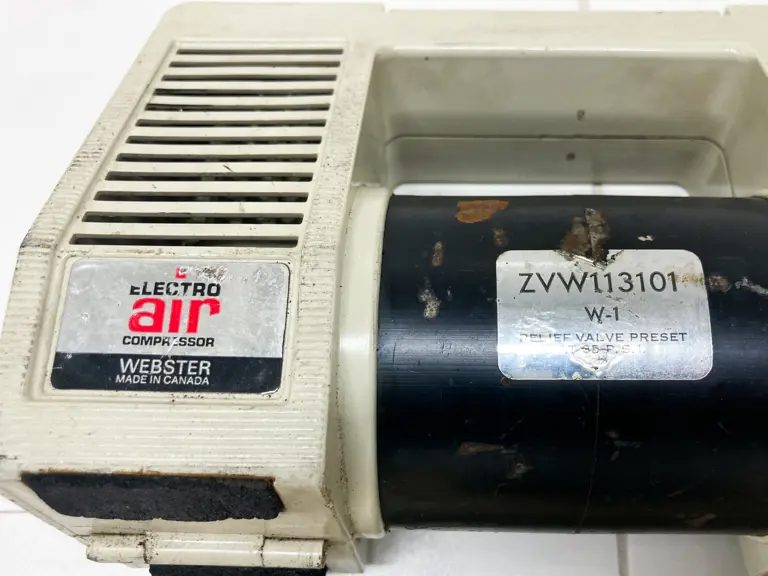 ELECTRO
air
COMPRESSOR
WEBSTER
MADE IN CANADA
ZVW113101
W-1
RELIEF VALVE PRESET